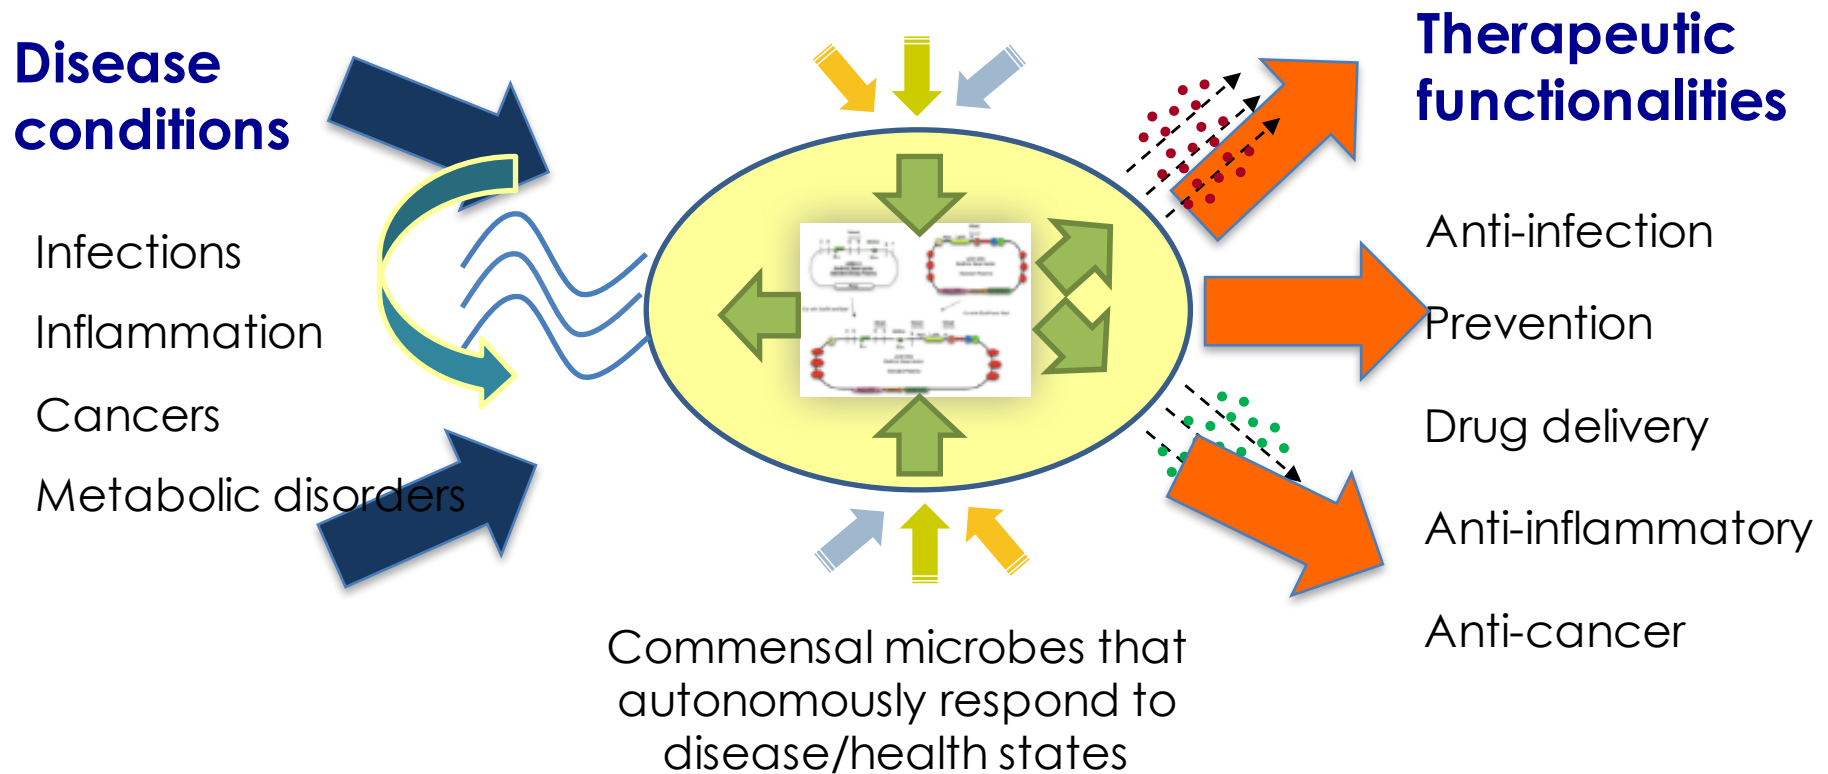 Disease
conditions
Infections
Inflammation
Cancers
Metabolic disorders
Commensal microbes that
autonomously respond to
disease/health states
Therapeutic
functionalities
Anti-infection
Prevention
Drug delivery
Anti-inflammatory
Anti-cancer